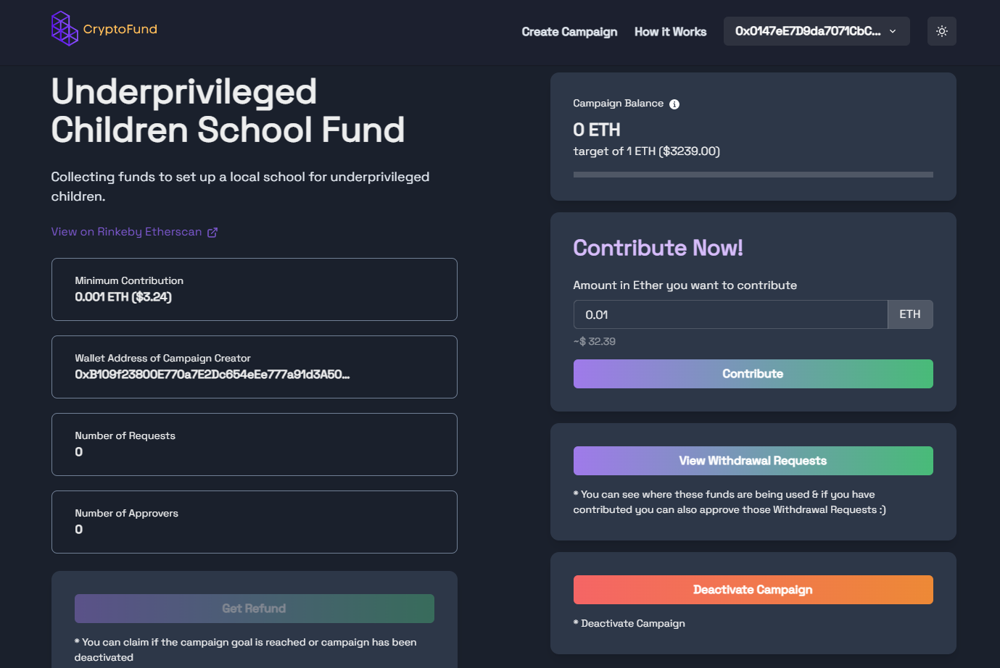 CryptoFund
Create Campaign
How it Works
0x0147eE7D9da7071CbC...
Underprivileged
Children School Fund
Collecting funds to set up a local school for underprivileged
children.
View on Rinkeby Etherscan
Minimum Contribution
0.001 ETH ($3.24)
Wallet Address of Campaign Creator
0xB109f23800E770a7E2Dc654eEe777a91d3A50...
Number of Requests
0
Number of Approvers
0
Get Refund
* You can claim if the campaign goal is reached or campaign has been
deactivated
Campaign Balance
0 ETH
target of 1 ETH ($3239.00)
Contribute Now!
Amount in Ether you want to contribute
0.01
ETH
~$ 32.39
Contribute
View Withdrawal Requests
* You can see where these funds are being used & if you have
contributed you can also approve those Withdrawal Requests :)
Deactivate Campaign
* Deactivate Campaign